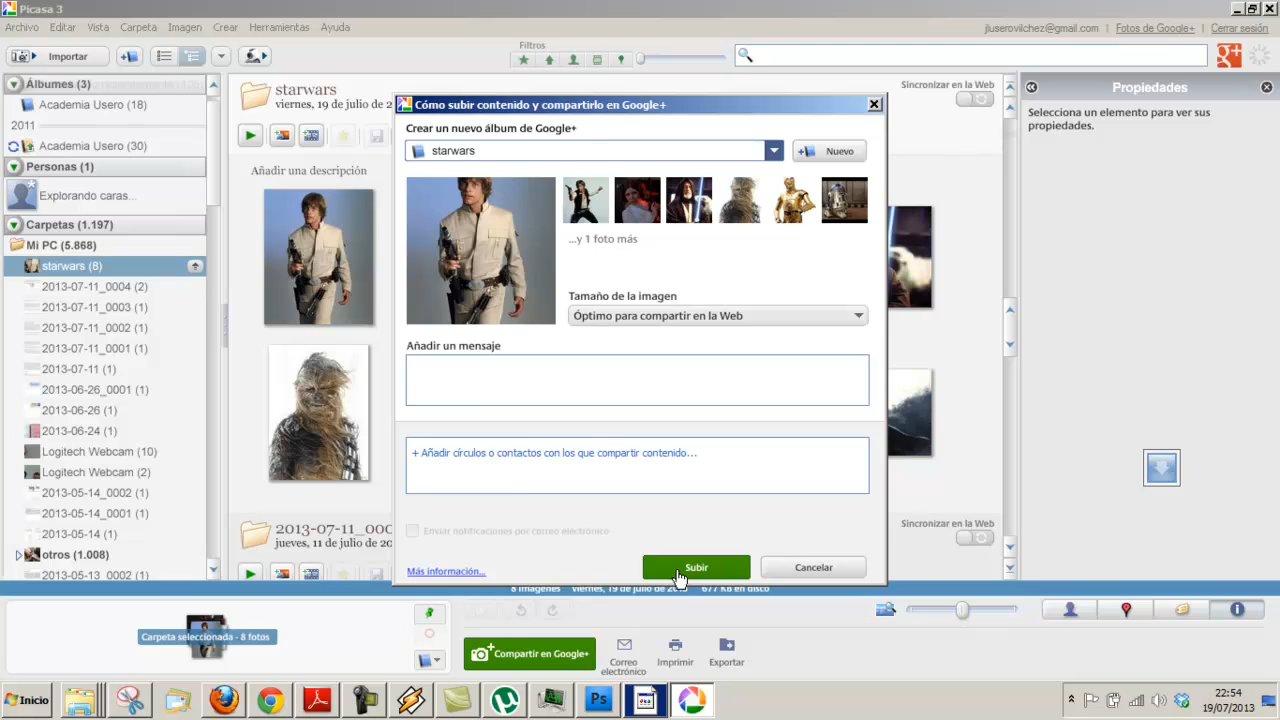 Picasa 3
Archivo Editar Vista Carpeta Imagen Crear Herramientas Ayuda
jluserovilchez@gmail.com Fotos de Google+ Cerrar sesión
Importar
Filtros
Álbumes (3)
Academia Usero (18)
2011
Academia Usero (30)
Personas (1)
Explorando caras...
Carpetas (1.197)
Mi PC (5.868)
starwars (8)
2013-07-11_0004 (2)
2013-07-11_0003 (1)
2013-07-11_0002 (1)
2013-07-11_0001 (1)
2013-07-11 (1)
2013-06-26_0001 (1)
2013-06-26 (1)
2013-06-24 (1)
Logitech Webcam (10)
Logitech Webcam (2)
2013-05-14_0002 (1)
2013-05-14_0001 (1)
2013-05-14 (1)
otros (1.008)
2013-05-13_0002 (1)
starwars
viernes, 19 de julio de 2
Añadir una descripción
2013-07-11_000
jueves, 11 de julio de 20
Sincronizar en la Web
Sincronizar en la Web
Cómo subir contenido y compartirlo en Google+
Crear un nuevo álbum de Google+
starwars
Nuevo
...y 1 foto más
Tamaño de la imagen
Óptimo para compartir en la Web
Añadir un mensaje
+ Añadir círculos o contactos con los que compartir contenido...
Enviar notificaciones por correo electrónico
Más información...
Subir
Cancelar
Propiedades
Selecciona un elemento para ver sus
propiedades.
8 imágenes viernes, 19 de julio de 2013 677 KB en disco
Carpeta seleccionada - 8 fotos
Compartir en Google+
Correo
electrónico
Imprimir
Exportar
Inicio
Ps
22:54
19/07/2013